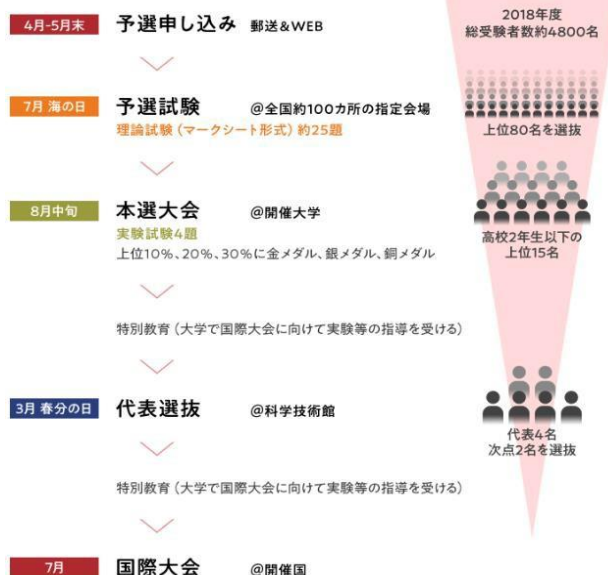 4月-5月末 予選申し込み 郵送&WEB
2018年度
総受験者数約4800名
7月 海の日 予選試験 @全国約100カ所の指定会場
理論試験(マークシート形式)約25題
上位80名を選抜
8月中旬 本選大会 @開催大学
実験試験4題
上位10%、20%、30%に金メダル、銀メダル、銅メダル
高校2年生以下の
上位15名
特別教育(大学で国際大会に向けて実験等の指導を受ける)
3月 春分の日 代表選抜 @科学技術館
代表4名
次点2名を選抜
特別教育(大学で国際大会に向けて実験等の指導を受ける)
7月 国際大会 @開催国